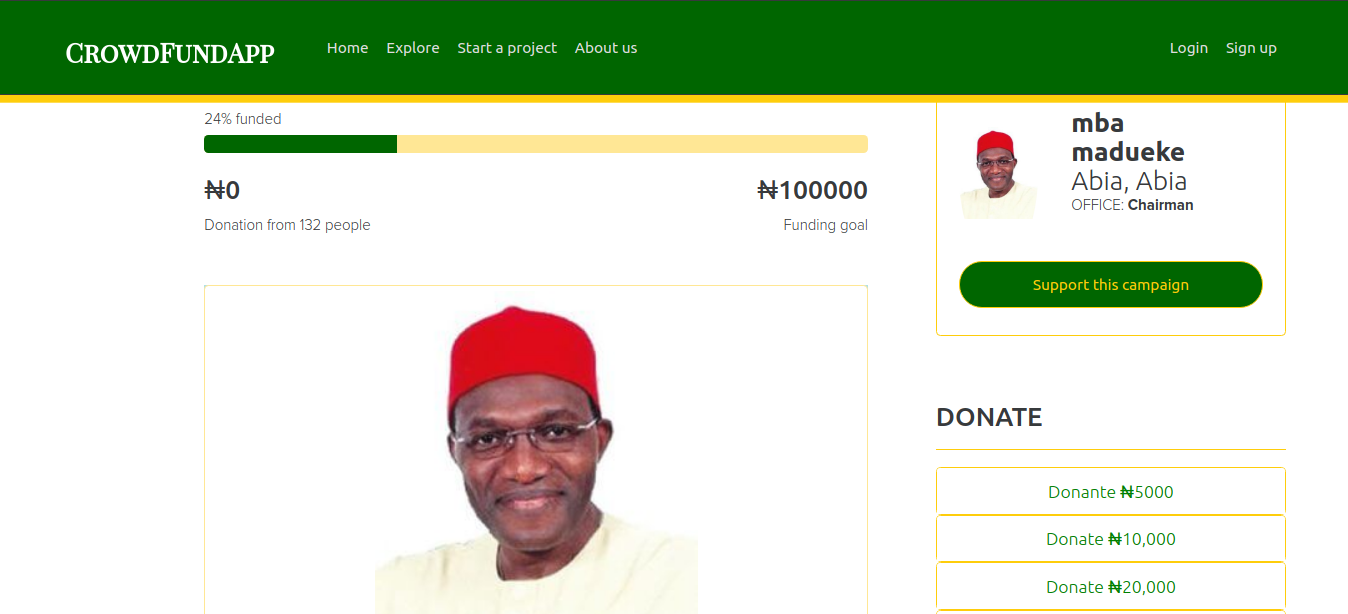 CROWDFUNDAPP
Home Explore Start a project About us
Login Sign up
24% funded
₦0
₦100000
Donation from 132 people
Funding goal
mba
madueke
Abia, Abia
OFFICE: Chairman
Support this campaign
DONATE
Donante ₦5000
Donate ₦10,000
Donate ₦20,000